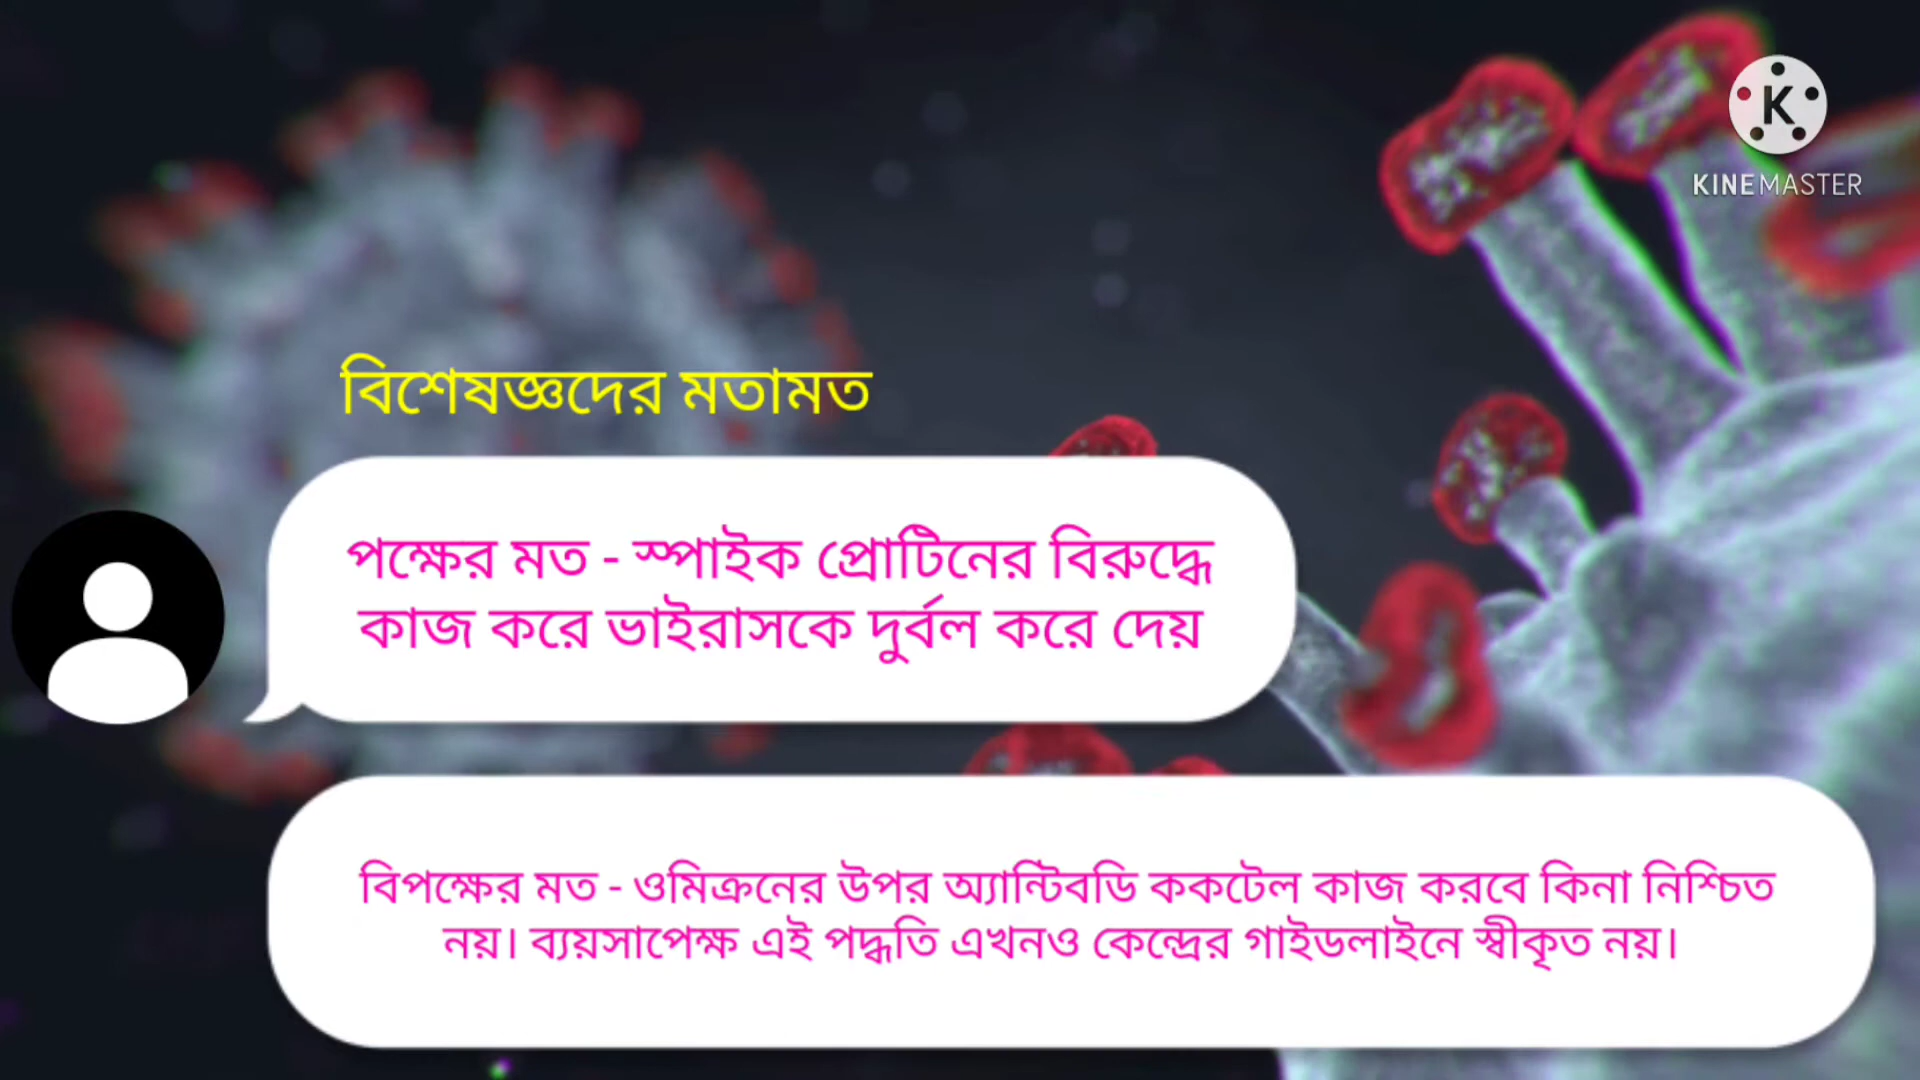 K
KINEMASTER
বিশেষজ্ঞদের মতামত
পক্ষের মত - স্পাইক প্রোটিনের বিরুদ্ধে
কাজ করে ভাইরাসকে দুর্বল করে দেয়
বিপক্ষের মত - ওমিক্রনের উপর অ্যান্টিবডি ককটেল কাজ করবে কিনা নিশ্চিত
নয়। ব্যয়সাপেক্ষ এই পদ্ধতি এখনও কেন্দ্রের গাইডলাইনে স্বীকৃত নয়।